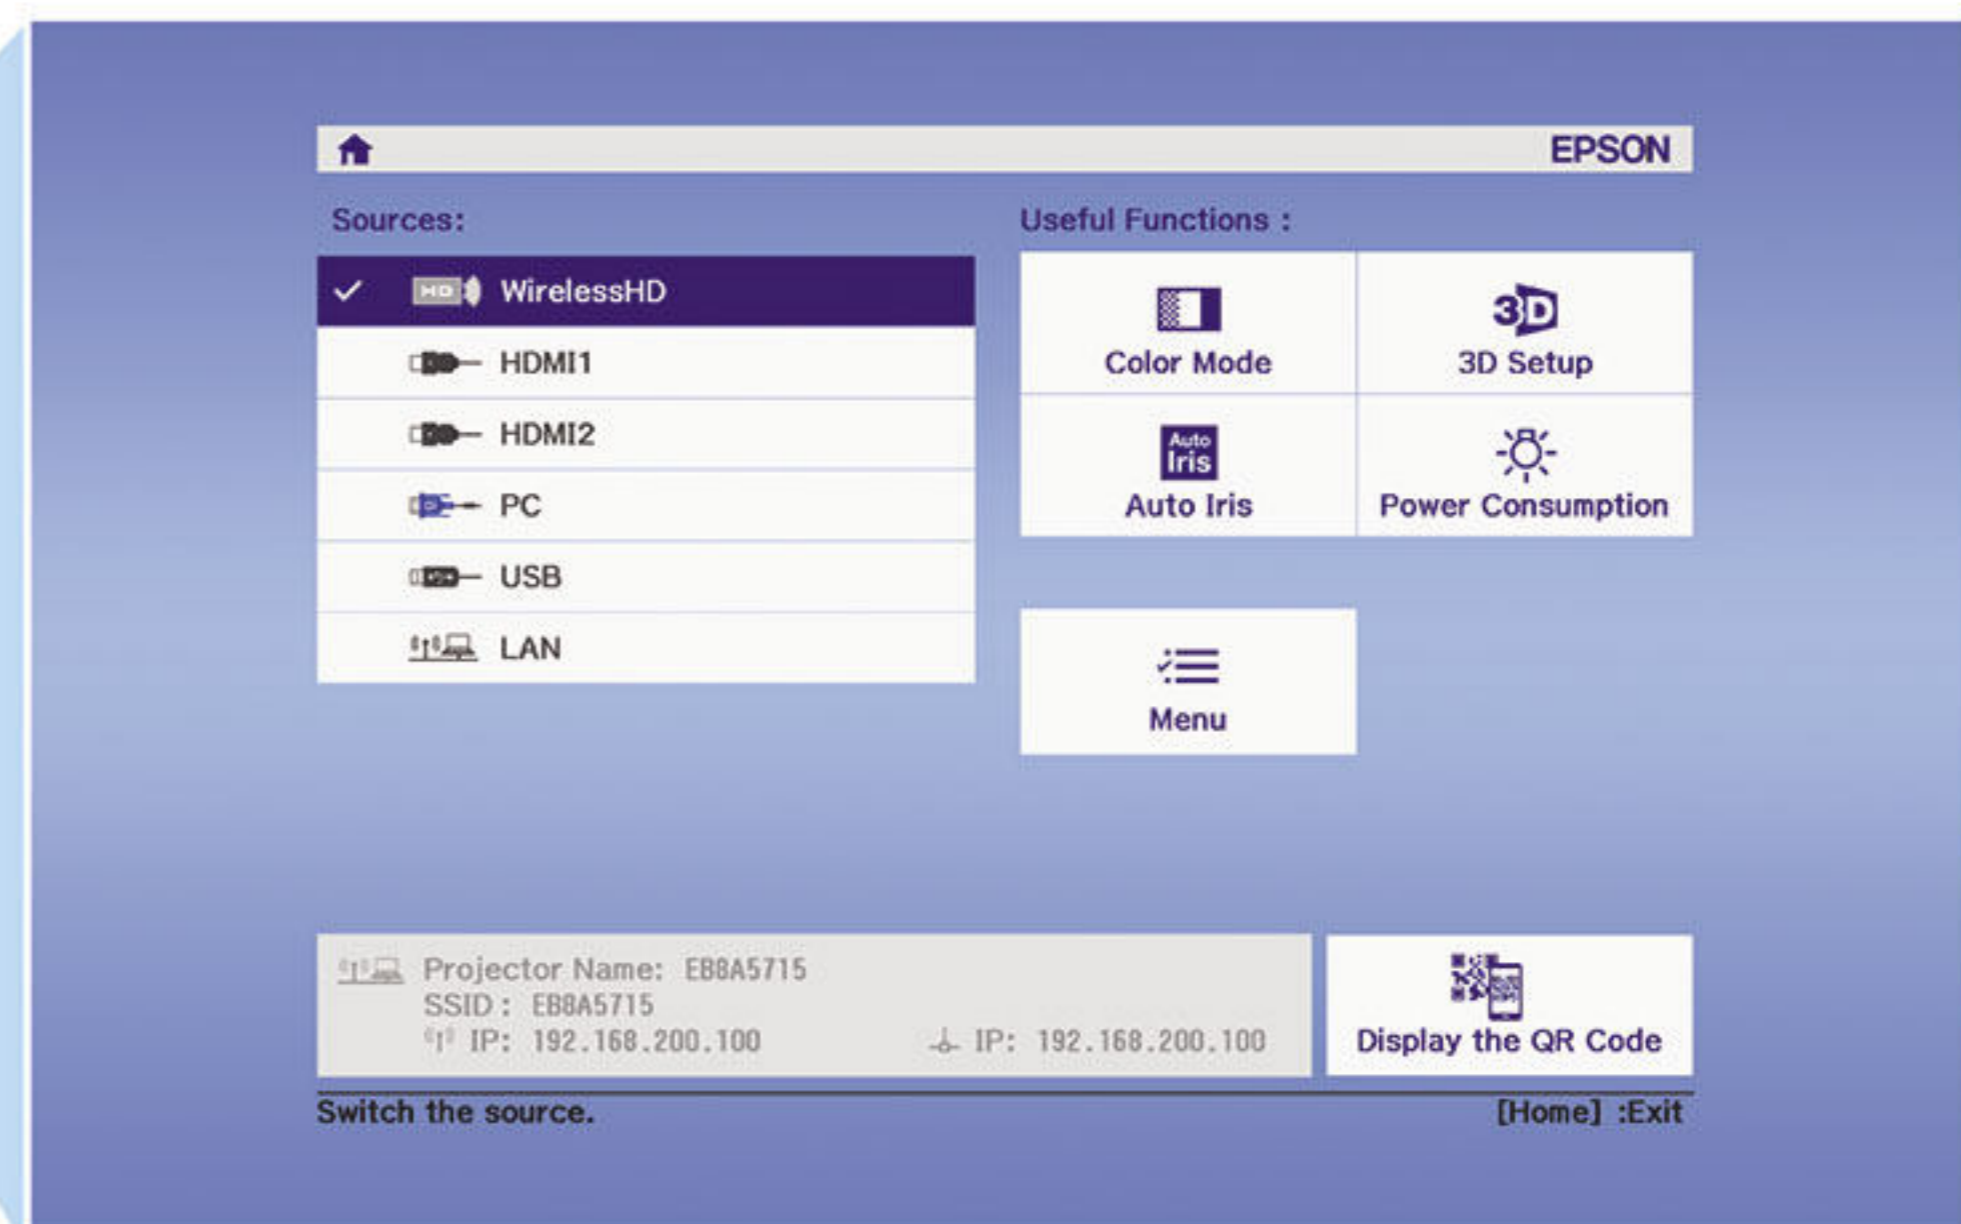 EPSON
Sources:
WirelessHD
HDMI1
HDMI2
PC
USB
LAN
Useful Functions :
Color Mode
3D
3D Setup
Auto
Iris
Auto Iris
Power Consumption
Menu
Projector Name: EB8A5715
SSID : EB8A5715
IP: 192.168.200.100
IP: 192.168.200.100
Display the QR Code
Switch the source.
[Home] :Exit